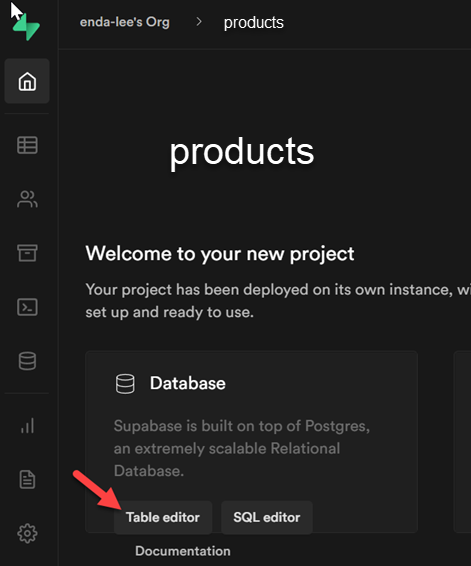 enda-lee's Org > products
products
Welcome to your new project
Your project has been deployed on its own instance, wi
set up and ready to use.
Database
Supabase is built on top of Postgres,
an extremely scalable Relational
Database.
Table editor SQL editor
Documentation